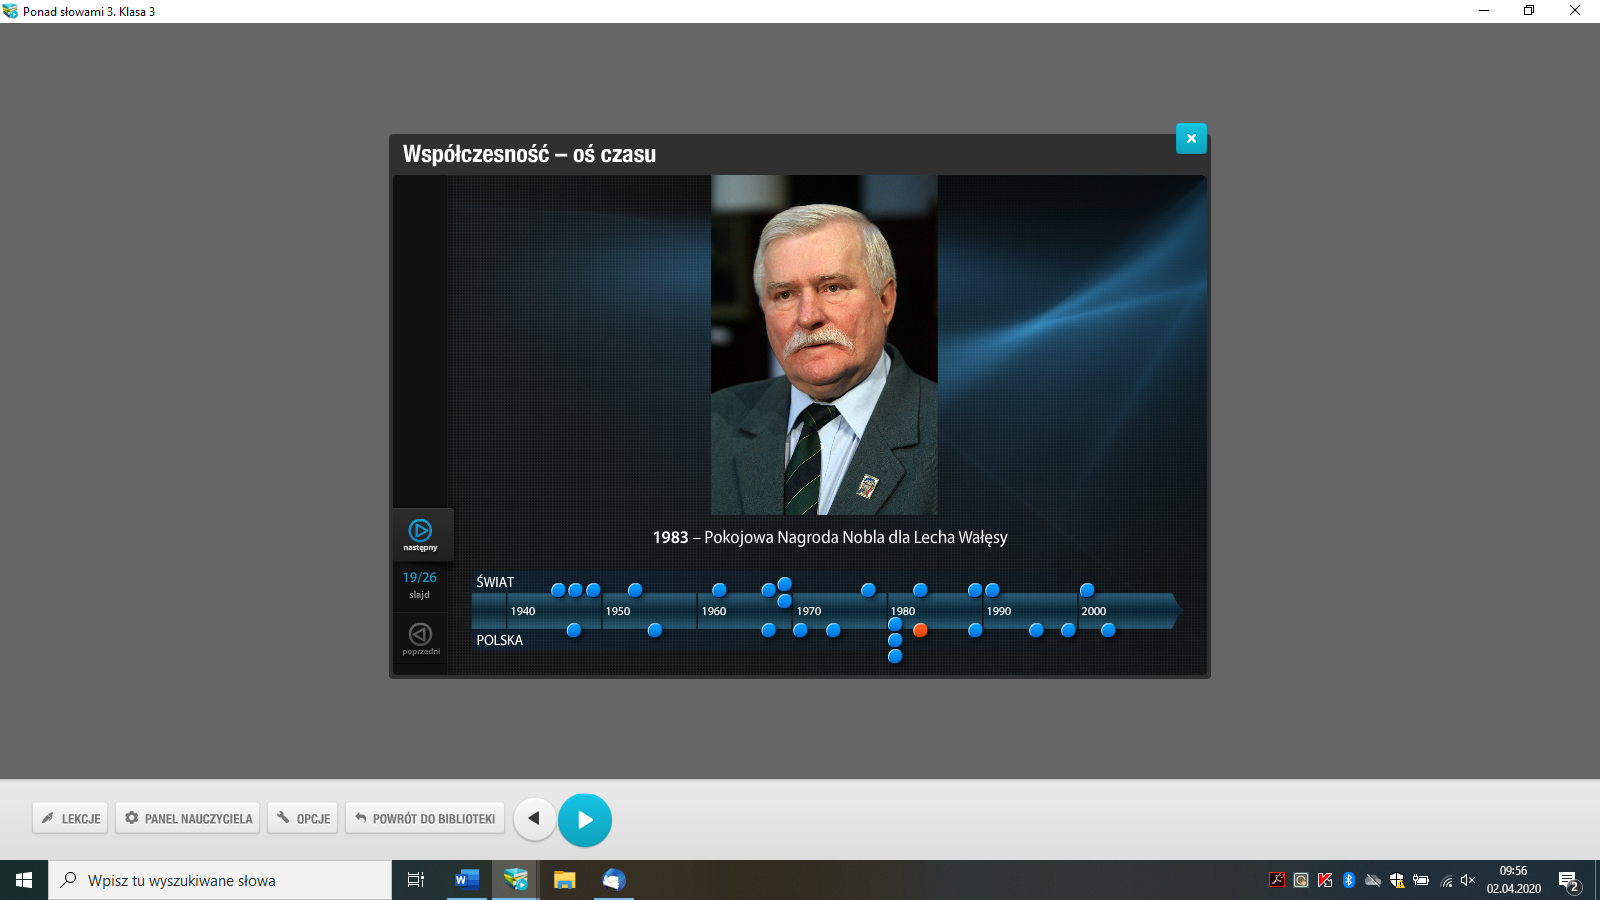 Ponad słowami 3. Klasa 3
Współczesność – oś czasu
1983 – Pokojowa Nagroda Nobla dla Lecha Wałęsy
następny
19/26
slajd
poprzedni
ŚWIAT
1940 1950 1960 1970 1980 1990 2000
POLSKA
LEKCJE
PANEL NAUCZYCIELA
OPCJE
POWRÓT DO BIBLIOTEKI
Wpisz tu wyszukiwane słowa
09:56
02.04.2020
2